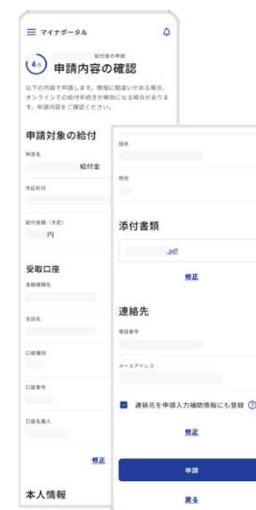 マイナポータル
4/5
給付金の申請
申請内容の確認
以下の内容で申請します。情報に間違いがある場合、
オンラインでの給付手続きが無効になる場合がありま
す。申請内容をご確認ください。
申請対象の給付
制度名
給付金
市区町村
給付金額（予定）
円
受取口座
金融機関名
支店名
口座種別
口座番号
口座名義人
修正
本人情報
住所
性別
添付書類
.pdf
修正
連絡先
電話番号
メールアドレス
連絡先を申請入力補助情報にも登録
修正
申請
戻る